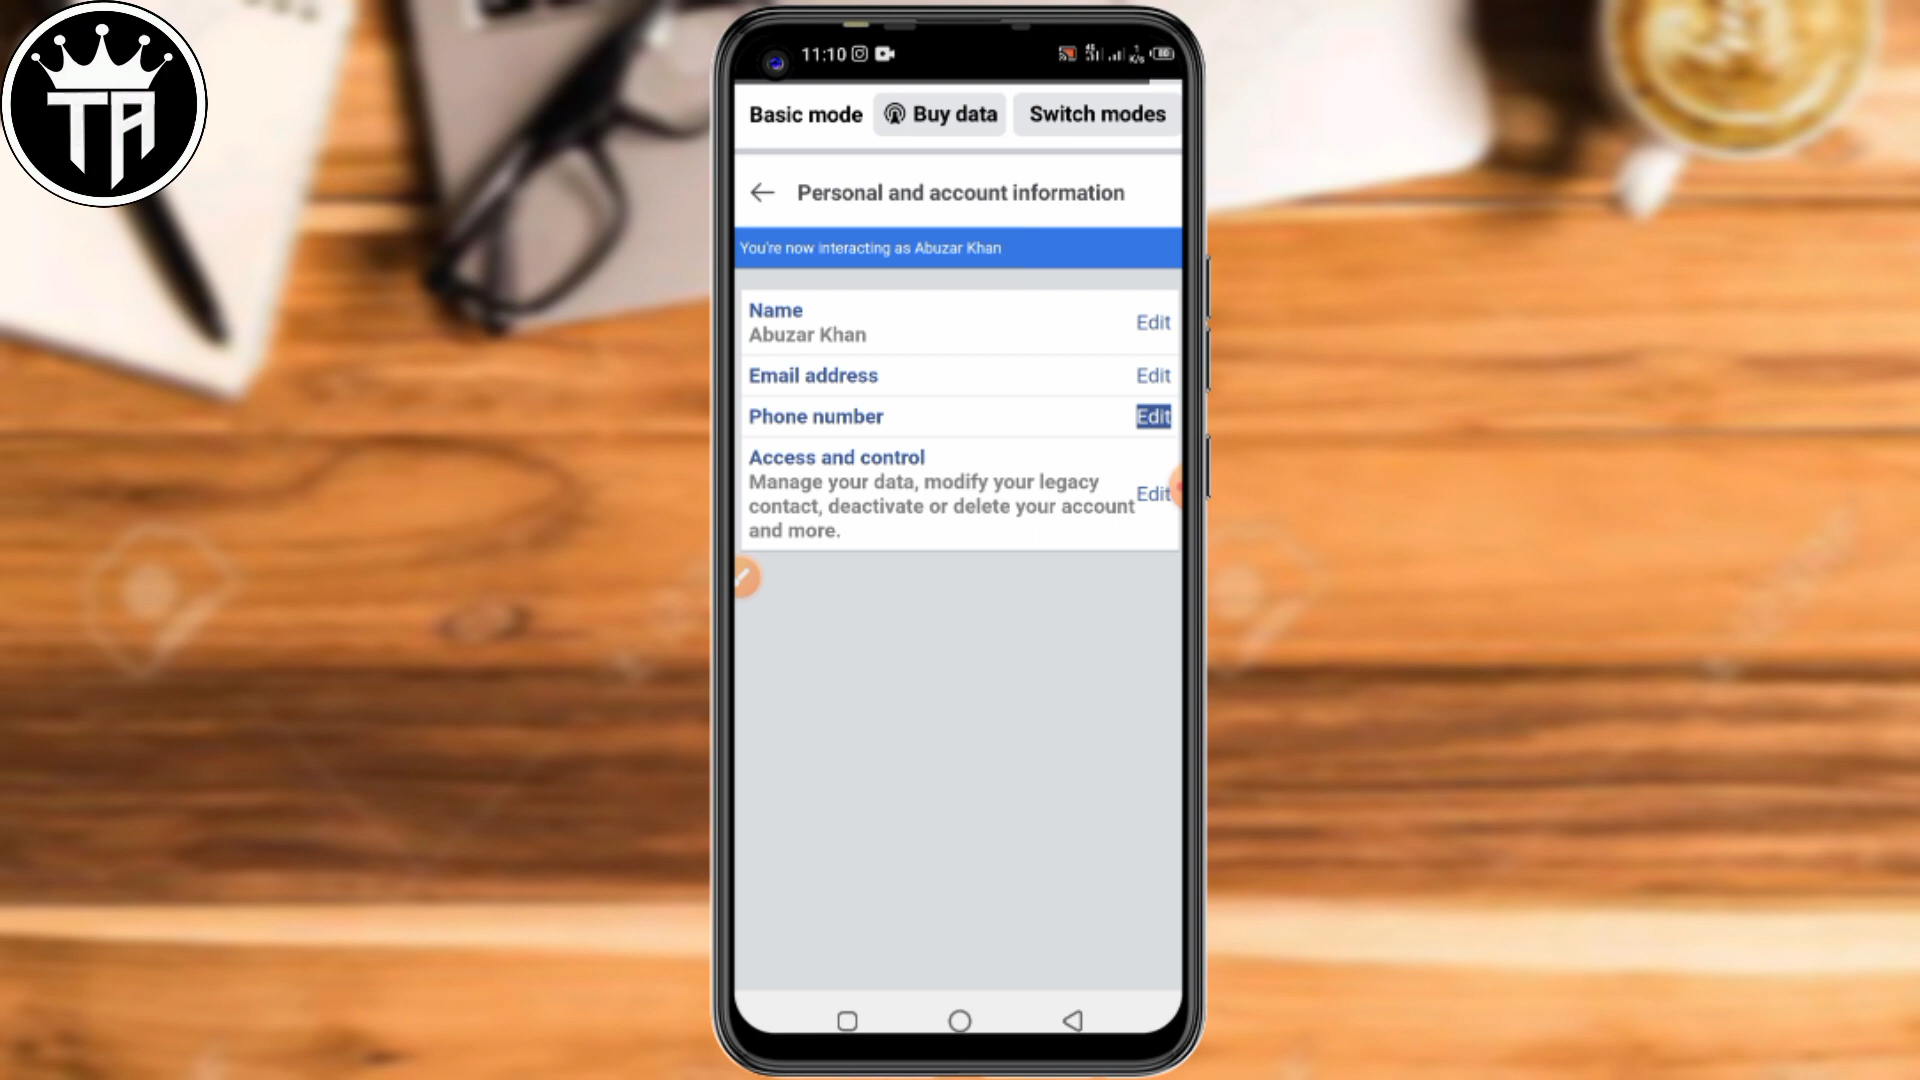 TA
11:10
Basic mode
Buy data
Switch modes
Personal and account information
You're now interacting as Abuzar Khan
Name
Abuzar Khan
Edit
Email address
Edit
Phone number
Edit
Access and control
Manage your data, modify your legacy
contact, deactivate or delete your account
and more.
Edit